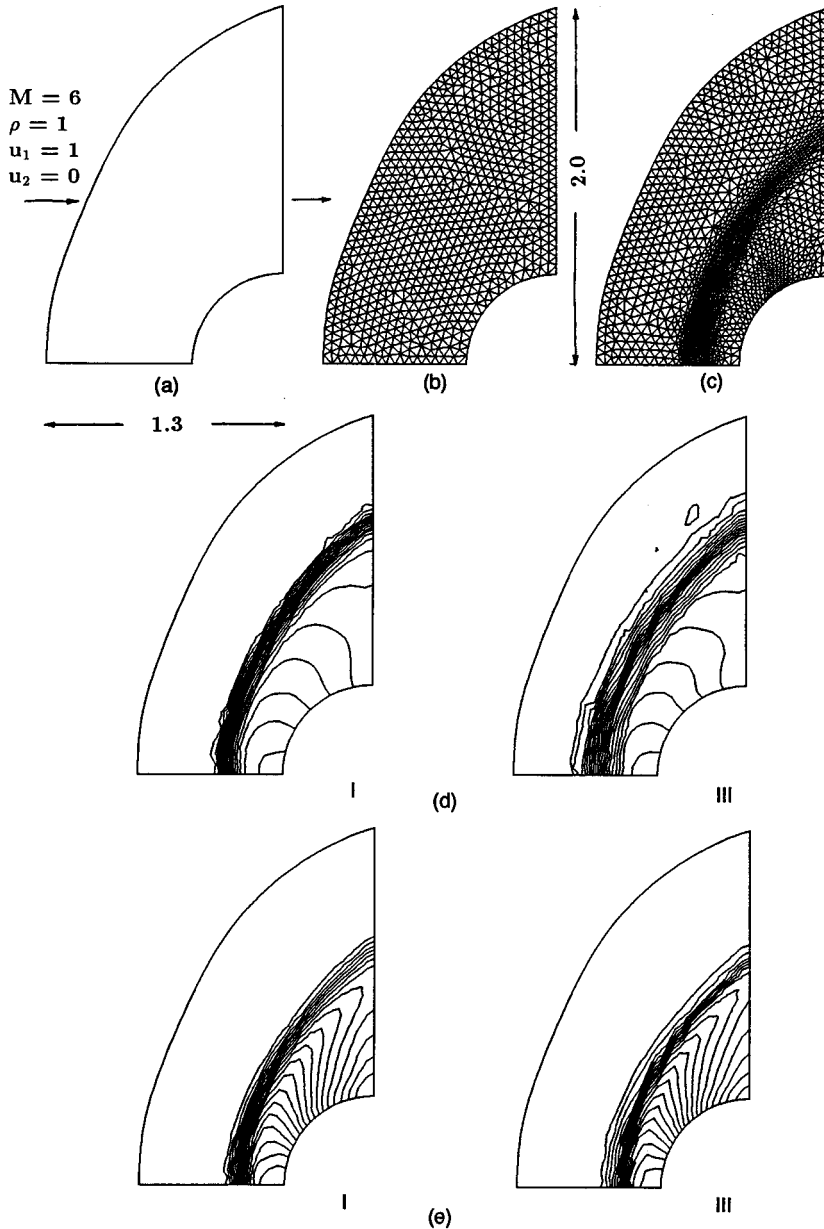 M = 6
ρ = 1
u₁ = 1
u₂ = 0
2.0
(a)
(b)
(c)
1.3
I
(d)
III
I
(e)
III